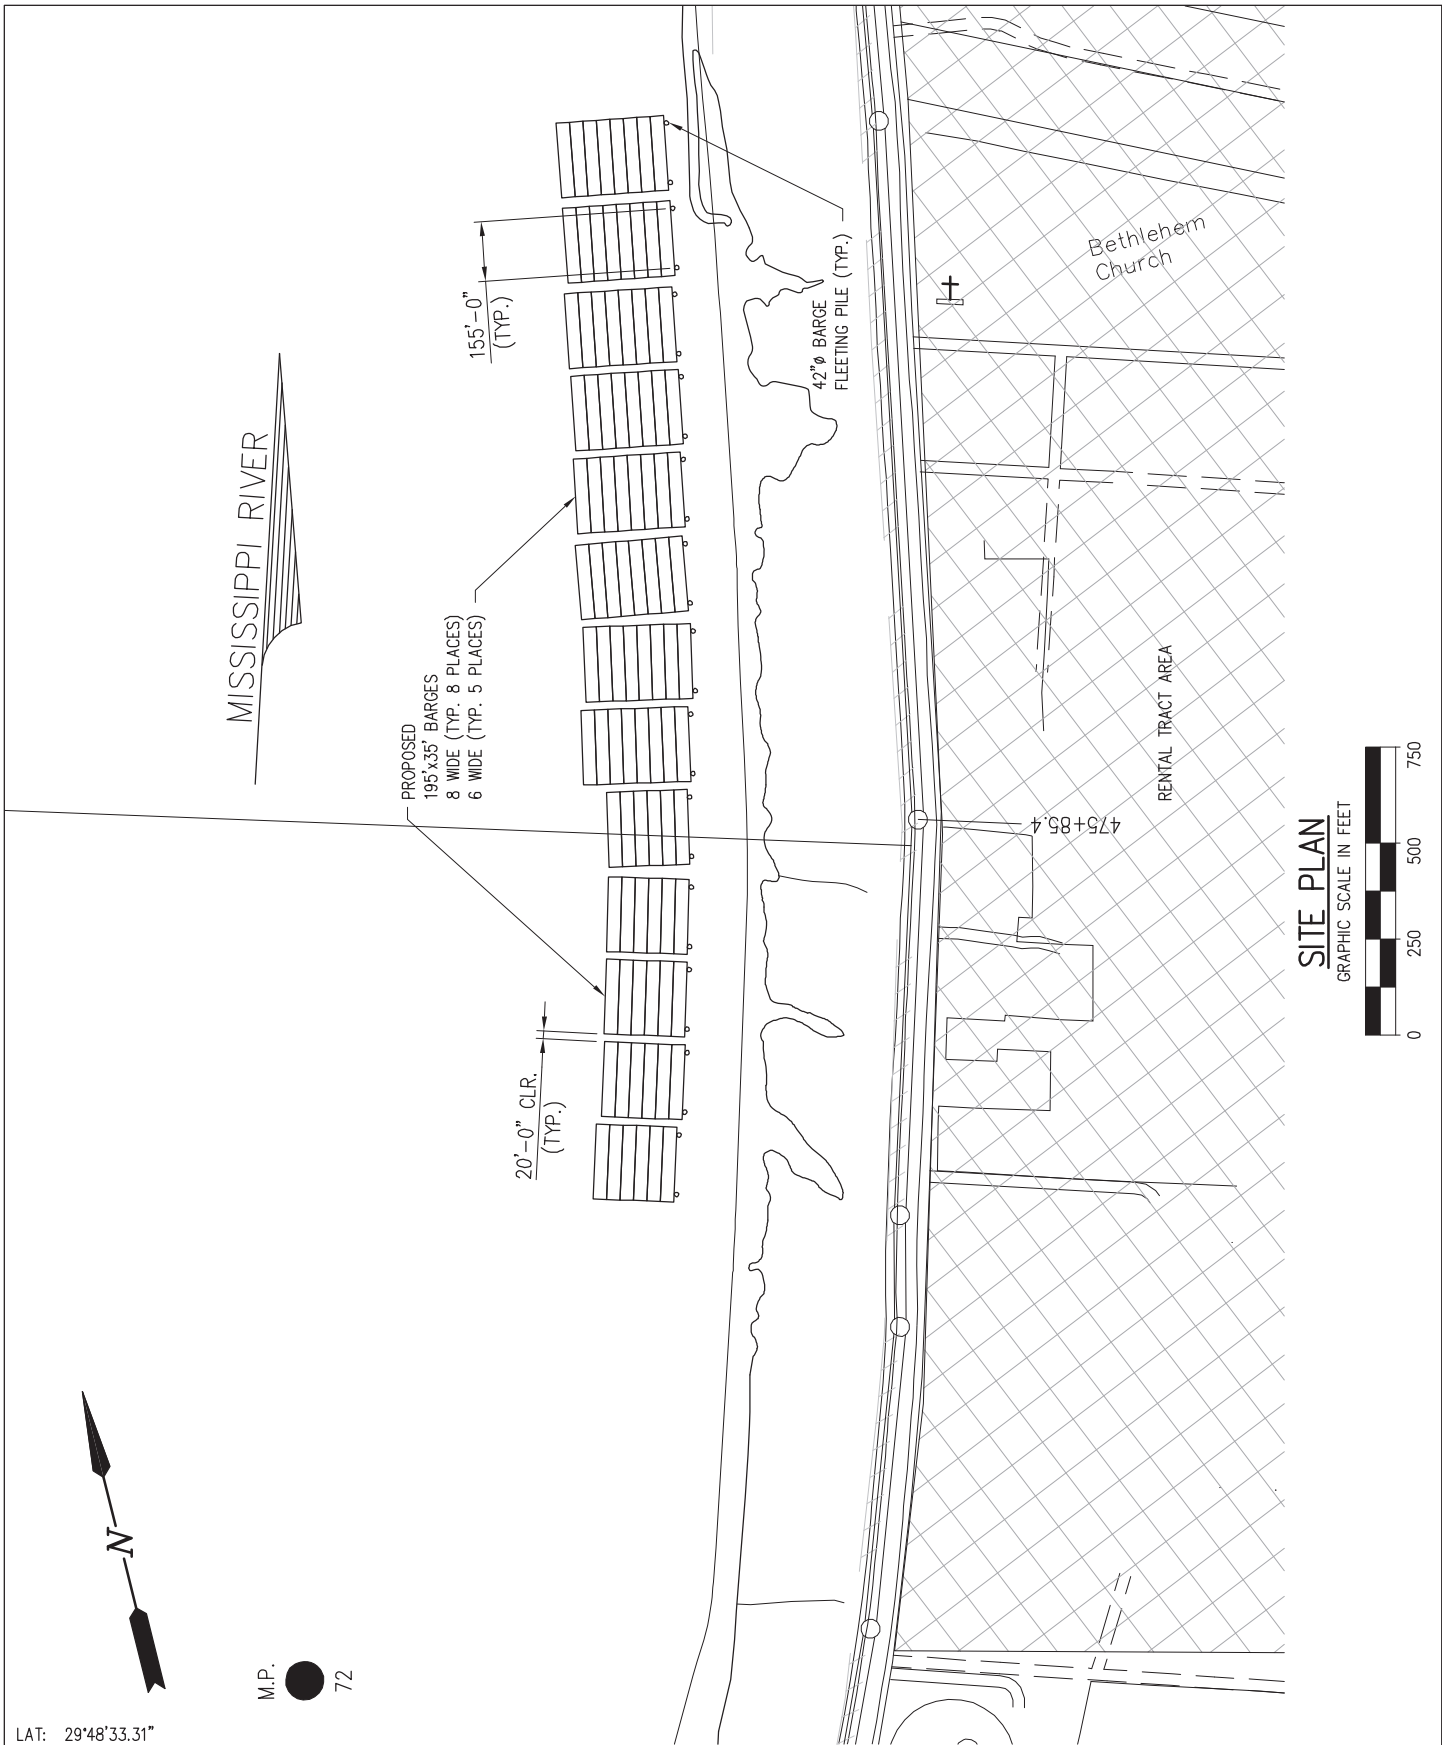 MISSISSIPPI RIVER
155'-0"
(TYP.)
42"ø BARGE
FLEETING PILE (TYP.)
Bethlehem
Church
PROPOSED
195'x35' BARGES
8 WIDE (TYP. 8 PLACES)
6 WIDE (TYP. 5 PLACES)
RENTAL TRACT AREA
475+85.4
20'-0" CLR.
(TYP.)
SITE PLAN
GRAPHIC SCALE IN FEET
0 250 500 750
N
M.P.
72
LAT: 29°48'33.31"